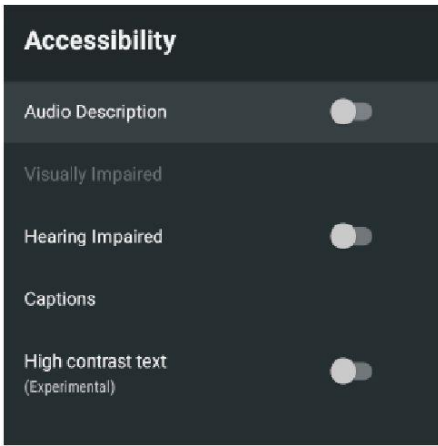 Accessibility
Audio Description
Visually Impaired
Hearing Impaired
Captions
High contrast text
(Experimental)